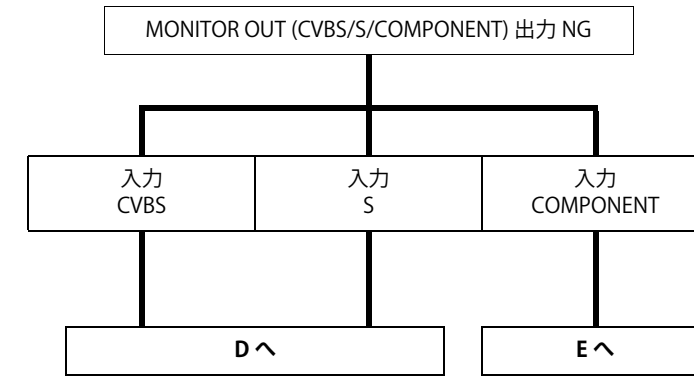 MONITOR OUT (CVBS/S/COMPONENT) 出力 NG
入力
CVBS
入力
S
入力
COMPONENT
D へ
E へ